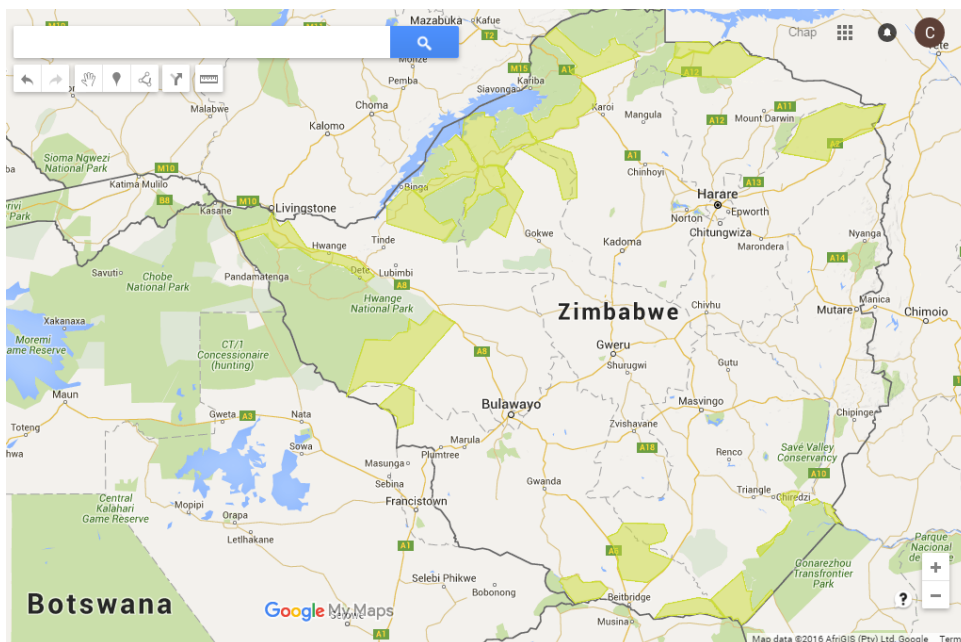 Mazabuka
Kafue
T2
Chap
C
Tete
Pemba
M15
Kariba
Siavonga
A1
A12
Karoi
Choma
Malabwe
Kalomo
Mangula
A12
Mount Darwin
A11
Sioma Ngwezi
National Park
M10
Katima Mulilo
B8
Kasane
M10
Livingstone
Binga
A1
Chinhoyi
A13
Harare
Norton
Epworth
Chitungwiza
Marondera
Nyanga
A14
Hwange
Tinde
Gokwe
Kadoma
Savuti
Chobe
National Park
Pandamatenga
Dete
Lubimbi
A8
Hwange
National Park
Zimbabwe
Chivhu
Mutare
Manica
Chimoio
Xakanaxa
Moremi
Game Reserve
CT/1
Concessionaire
(hunting)
A8
Gweru
Shurugwi
Gutu
Maun
Toteng
Gweta
A3
Nata
Sowa
Bulawayo
Masvingo
Zvishavane
Chipinge
Marula
Plumtree
A18
Renco
Save Valley
Conservancy
A10
Masunga
Sebina
Francistown
Gwanda
Triangle
Chiredzi
Central
Kalahari
Game Reserve
Mopipi
Orapa
Letlhakane
A1
A6
Gonarezhou
Transfrontier
Park
Parque
Nacional
de
Selebi Phikwe
Bobonong
Beitbridge
Musina
Botswana
Google My Maps
A1
+
−
?
Map data ©2016 AfriGIS (Pty) Ltd, Google
Term